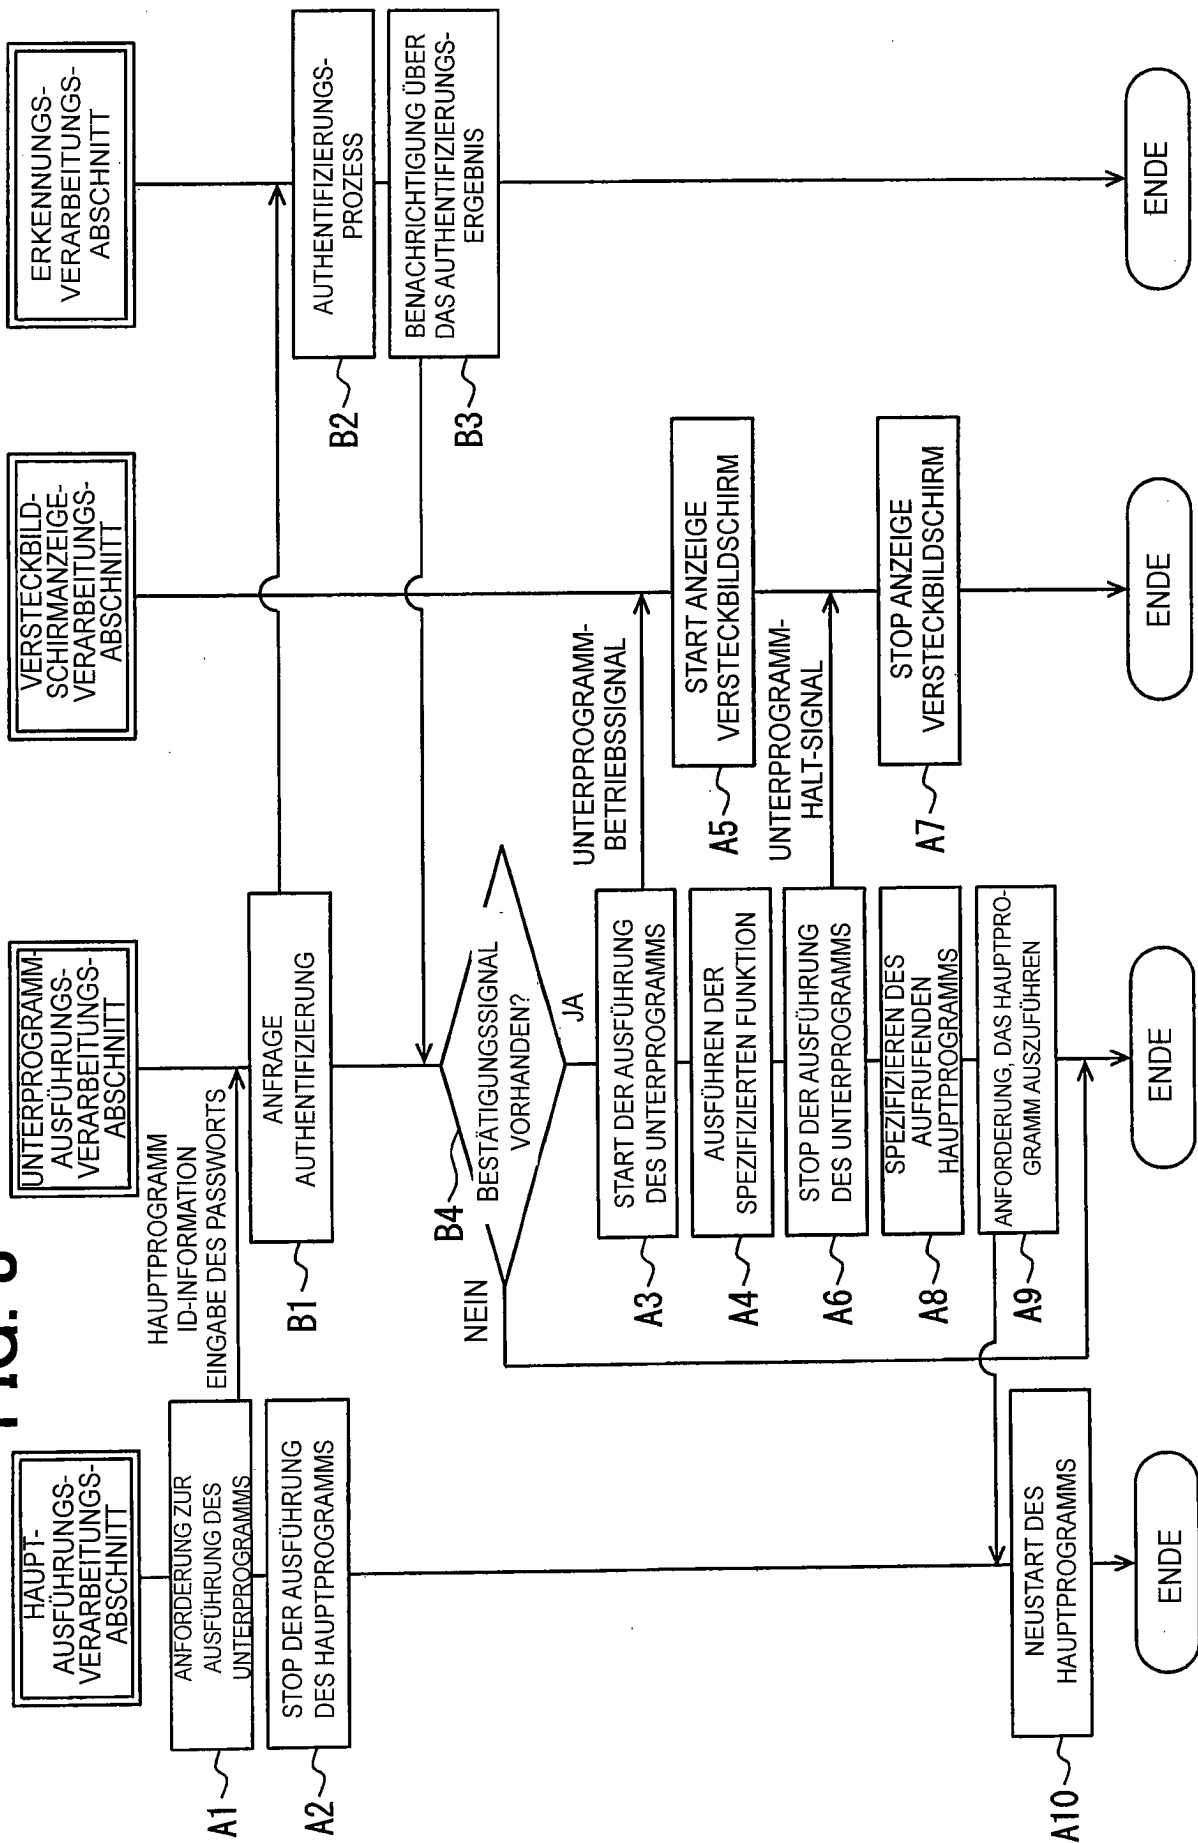 HAUPT-
AUSFÜHRUNGS-
VERARBEITUNGS-
ABSCHNITT
UNTERPROGRAMM-
AUSFÜHRUNGS-
VERARBEITUNGS-
ABSCHNITT
VERSTECKBILD-
SCHIRMANZEIGE-
VERARBEITUNGS-
ABSCHNITT
ERKENNUNGS-
VERARBEITUNGS-
ABSCHNITT
A1
ANFORDERUNG ZUR
AUSFÜHRUNG DES
UNTERPROGRAMMS
HAUPTPROGRAMM
ID-INFORMATION
EINGABE DES PASSWORTS
A2
STOP DER AUSFÜHRUNG
DES HAUPTPROGRAMMS
B1
ANFRAGE
AUTHENTIFIZIERUNG
B2
AUTHENTIFIZIERUNGS-
PROZESS
B3
BENACHRICHTIGUNG ÜBER
DAS AUTHENTIFIZIERUNGS-
ERGEBNIS
B4
BESTÄTIGUNGSSIGNAL
VORHANDEN?
NEIN
JA
A3
START DER AUSFÜHRUNG
DES UNTERPROGRAMMS
UNTERPROGRAMM-
BETRIEBSSIGNAL
A5
START ANZEIGE
VERSTECKBILDSCHIRM
A4
AUSFÜHREN DER
SPEZIFIZERTEN FUNKTION
A6
STOP DER AUSFÜHRUNG
DES UNTERPROGRAMMS
UNTERPROGRAMM-
HALT-SIGNAL
A7
STOP ANZEIGE
VERSTECKBILDSCHIRM
A8
SPEZIFIZIEREN DES
AUFRUFENDEN
HAUPTPROGRAMMS
A9
ANFORDERUNG, DAS HAUPTPRO-
GRAMM AUSZUFÜHREN
A10
NEUSTART DES
HAUPTPROGRAMMS
ENDE
ENDE
ENDE
ENDE